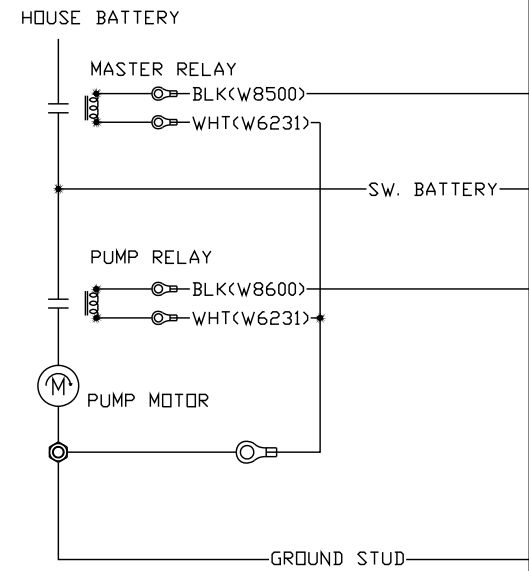 HOUSE BATTERY
MASTER RELAY
BLK(W8500)
WHT(W6231)
SW. BATTERY
PUMP RELAY
BLK(W8600)
WHT(W6231)
M
PUMP MOTOR
GROUND STUD